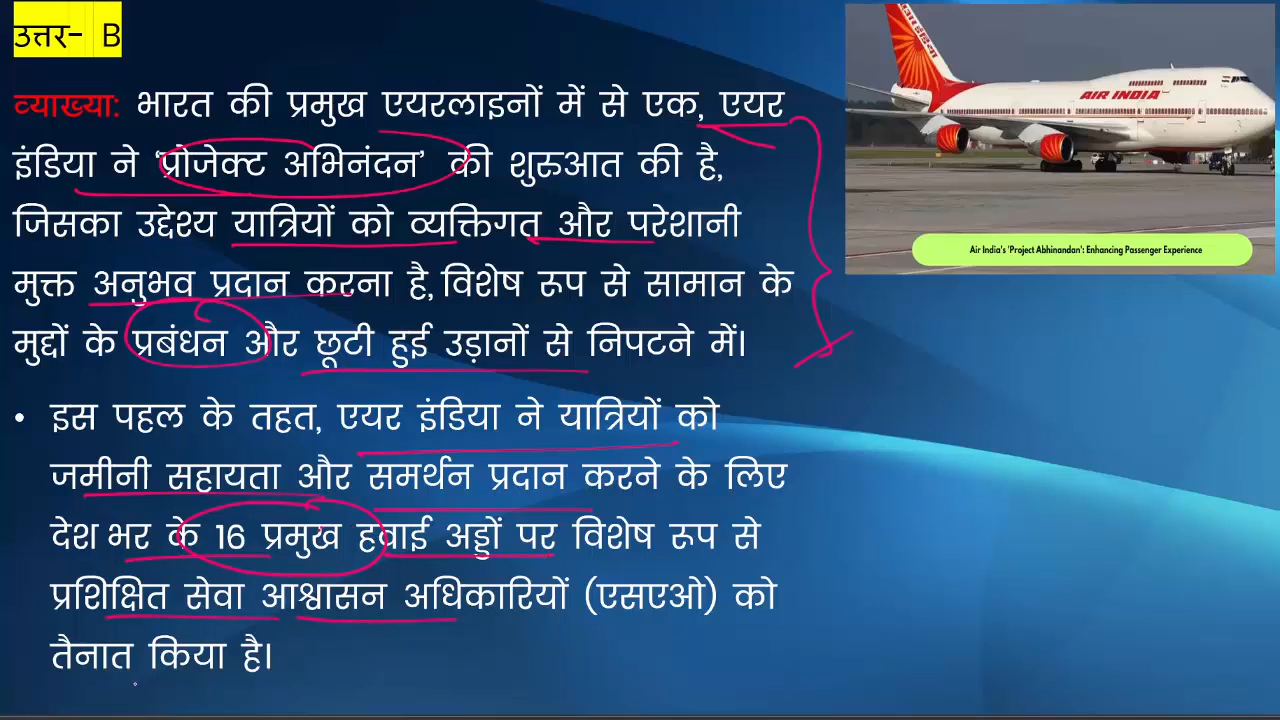 उत्तर- B
व्याख्या: भारत की प्रमुख एयरलाइनों में से एक, एयर
इंडिया ने 'प्रोजेक्ट अभिनंदन' की शुरुआत की है,
जिसका उद्देश्य यात्रियों को व्यक्तिगत और परेशानी
मुक्त अनुभव प्रदान करना है, विशेष रूप से सामान के
मुद्दों के प्रबंधन और छूटी हुई उड़ानों से निपटने में।
• इस पहल के तहत, एयर इंडिया ने यात्रियों को
जमीनी सहायता और समर्थन प्रदान करने के लिए
देश भर के 16 प्रमुख हवाई अड्डों पर विशेष रूप से
प्रशिक्षित सेवा आश्वासन अधिकारियों (एसएओ) को
तैनात किया है।
AIR INDIA
Air India's 'Project Abhinandan': Enhancing Passenger Experience